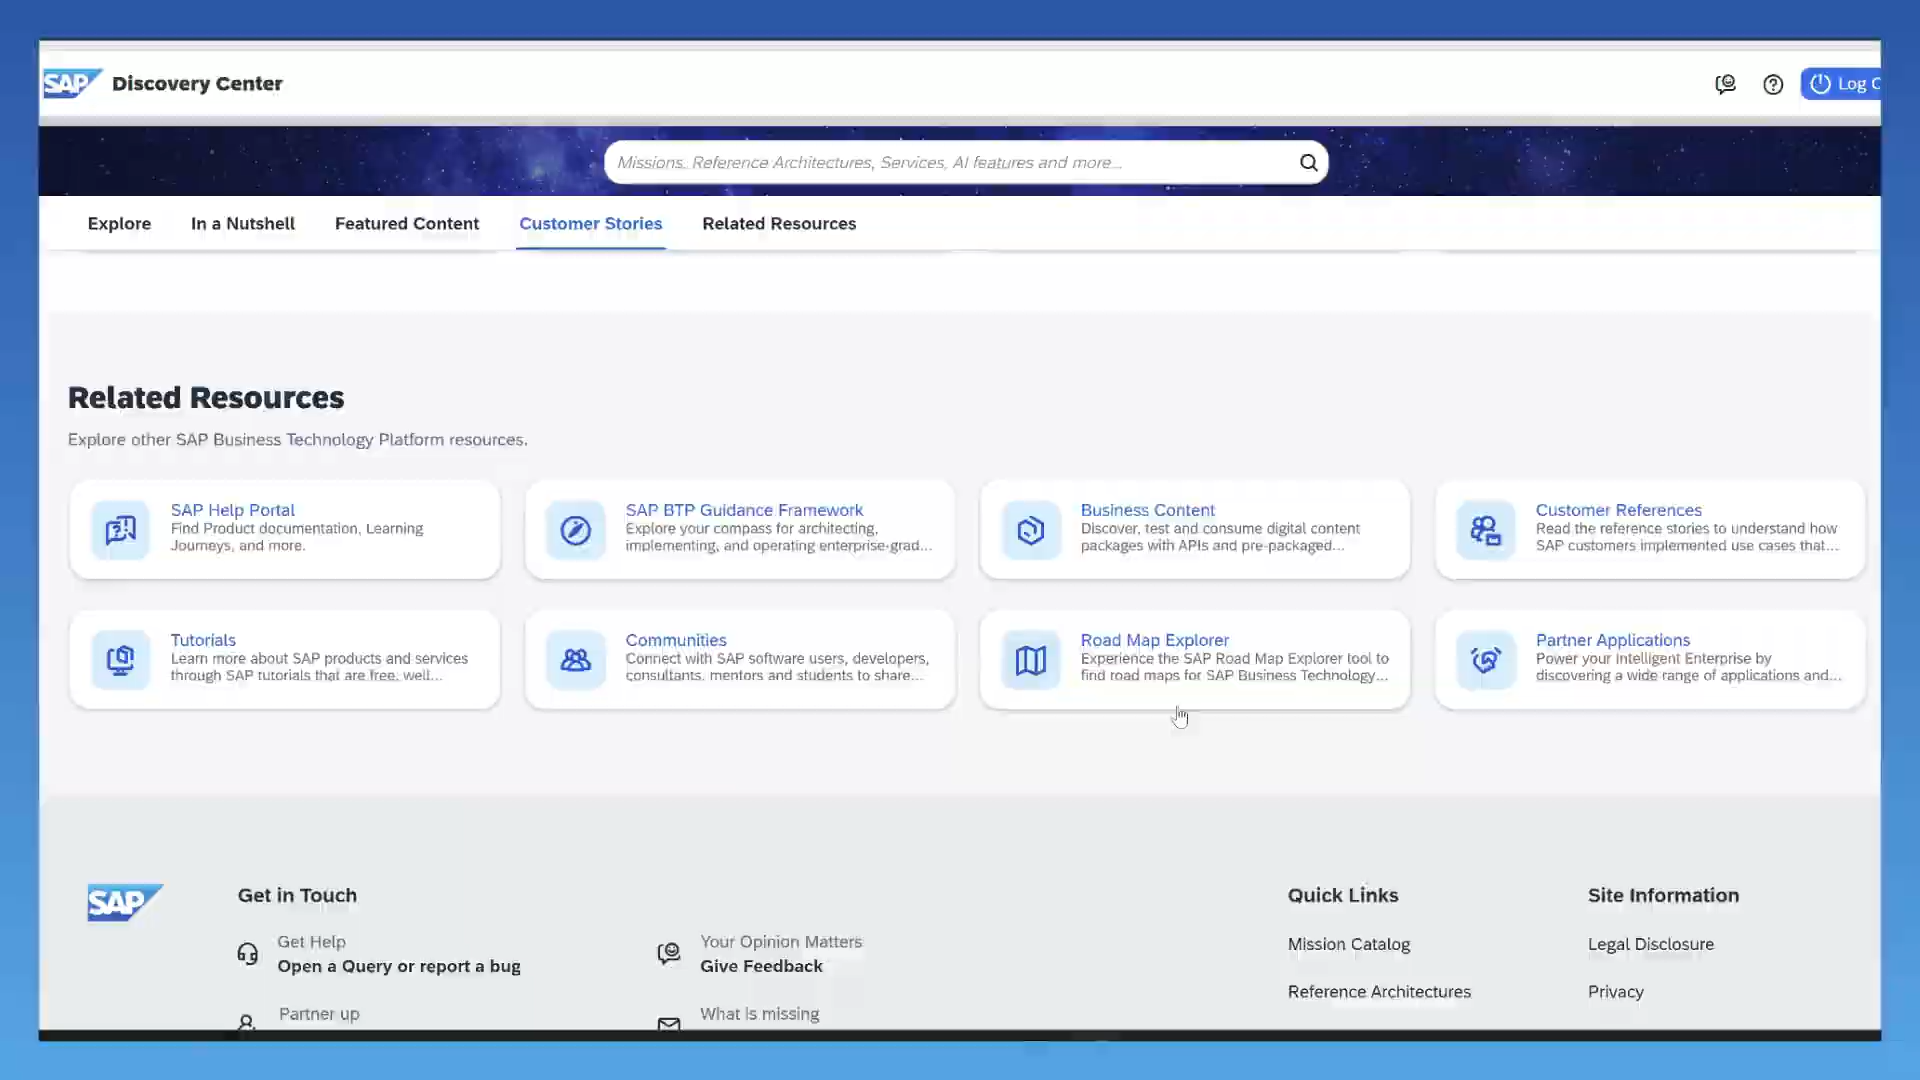 SAP Discovery Center
Log
Missions, Reference Architectures, Services, AI features and more...
Explore In a Nutshell Featured Content Customer Stories Related Resources
Related Resources
Explore other SAP Business Technology Platform resources.
SAP Help Portal
Find Product documentation, Learning
Journeys, and more.
SAP BTP Guidance Framework
Explore your compass for architecting,
implementing, and operating enterprise-grad...
Business Content
Discover, test and consume digital content
packages with APIs and pre-packaged...
Customer References
Read the reference stories to understand how
SAP customers implemented use cases that...
Tutorials
Learn more about SAP products and services
through SAP tutorials that are free, well...
Communities
Connect with SAP software users, developers,
consultants, mentors and students to share...
Road Map Explorer
Experience the SAP Road Map Explorer tool to
find road maps for SAP Business Technology...
Partner Applications
Power your Intelligent Enterprise by
discovering a wide range of applications and...
SAP
Get in Touch
Get Help
Open a Query or report a bug
Partner up
Your Opinion Matters
Give Feedback
What is missing
Quick Links
Mission Catalog
Reference Architectures
Site Information
Legal Disclosure
Privacy